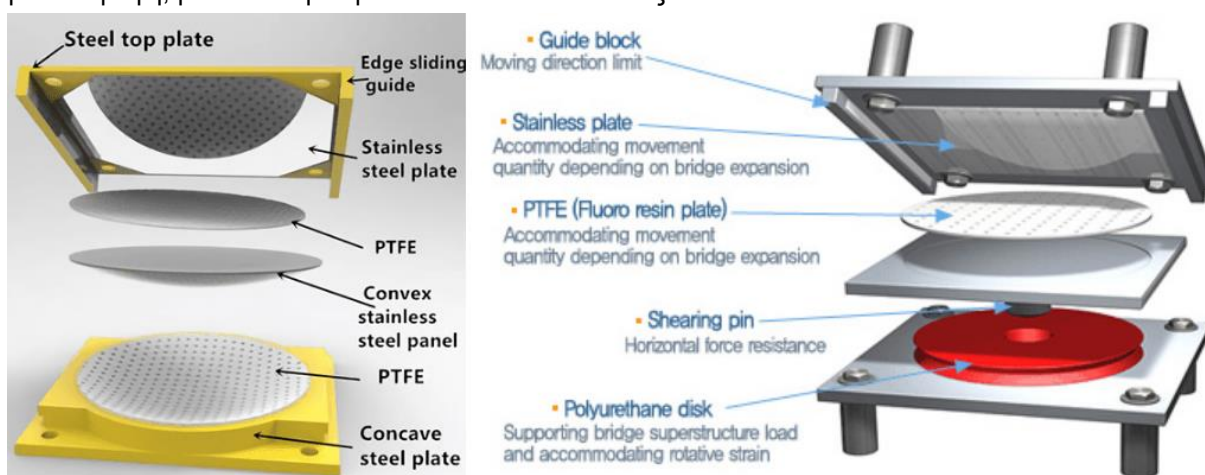 Steel top plate
Edge sliding
guide
Stainless
steel plate
PTFE
Convex
stainless
steel panel
PTFE
Concave
steel plate
Guide block
Moving direction limit
Stainless plate
Accommodating movement
quantity depending on bridge expansion
PTFE (Fluoro resin plate)
Accommodating movement
quantity depending on bridge expansion
Shearing pin
Horizontal force resistance
Polyurethane disk
Supporting bridge superstructure load
and accommodating rotative strain